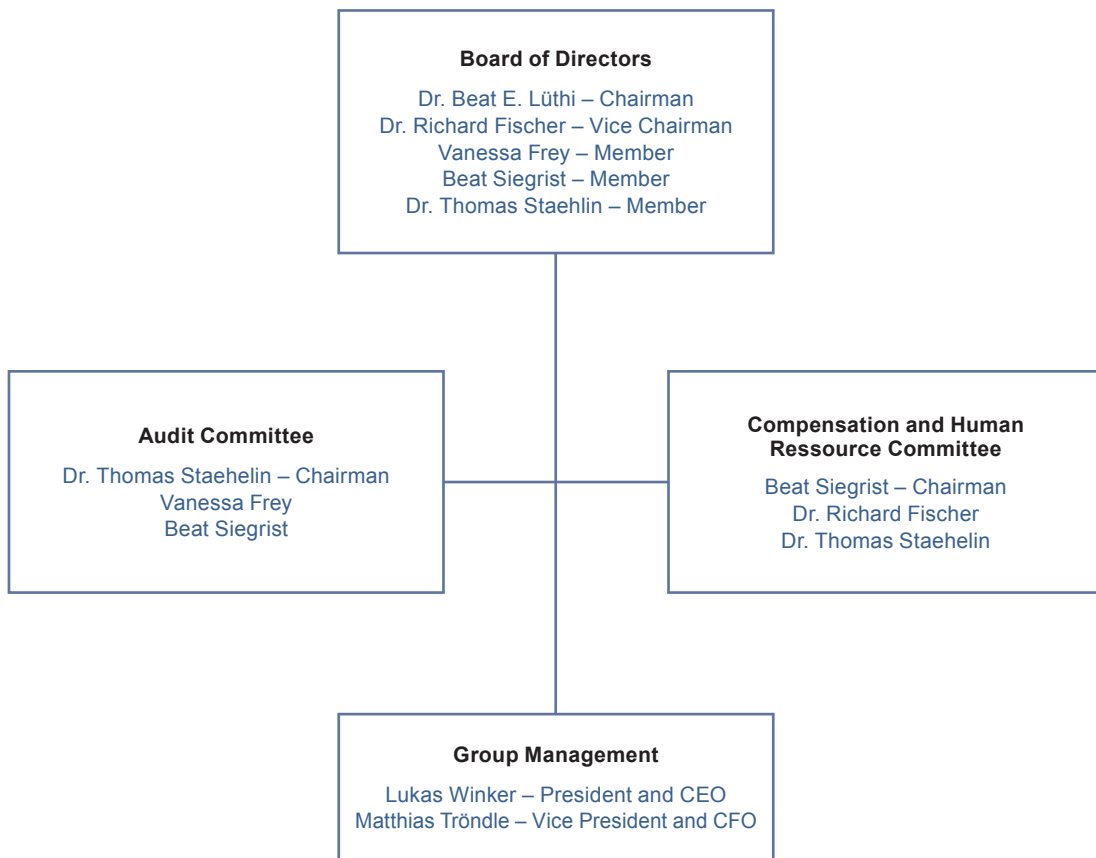 Board of Directors
Dr. Beat E. Lüthi – Chairman
Dr. Richard Fischer – Vice Chairman
Vanessa Frey – Member
Beat Siegrist – Member
Dr. Thomas Staehlin – Member
Audit Committee
Dr. Thomas Staehelin – Chairman
Vanessa Frey
Beat Siegrist
Compensation and Human
Ressource Committee
Beat Siegrist – Chairman
Dr. Richard Fischer
Dr. Thomas Staehelin
Group Management
Lukas Winker – President and CEO
Matthias Tröndle – Vice President and CFO